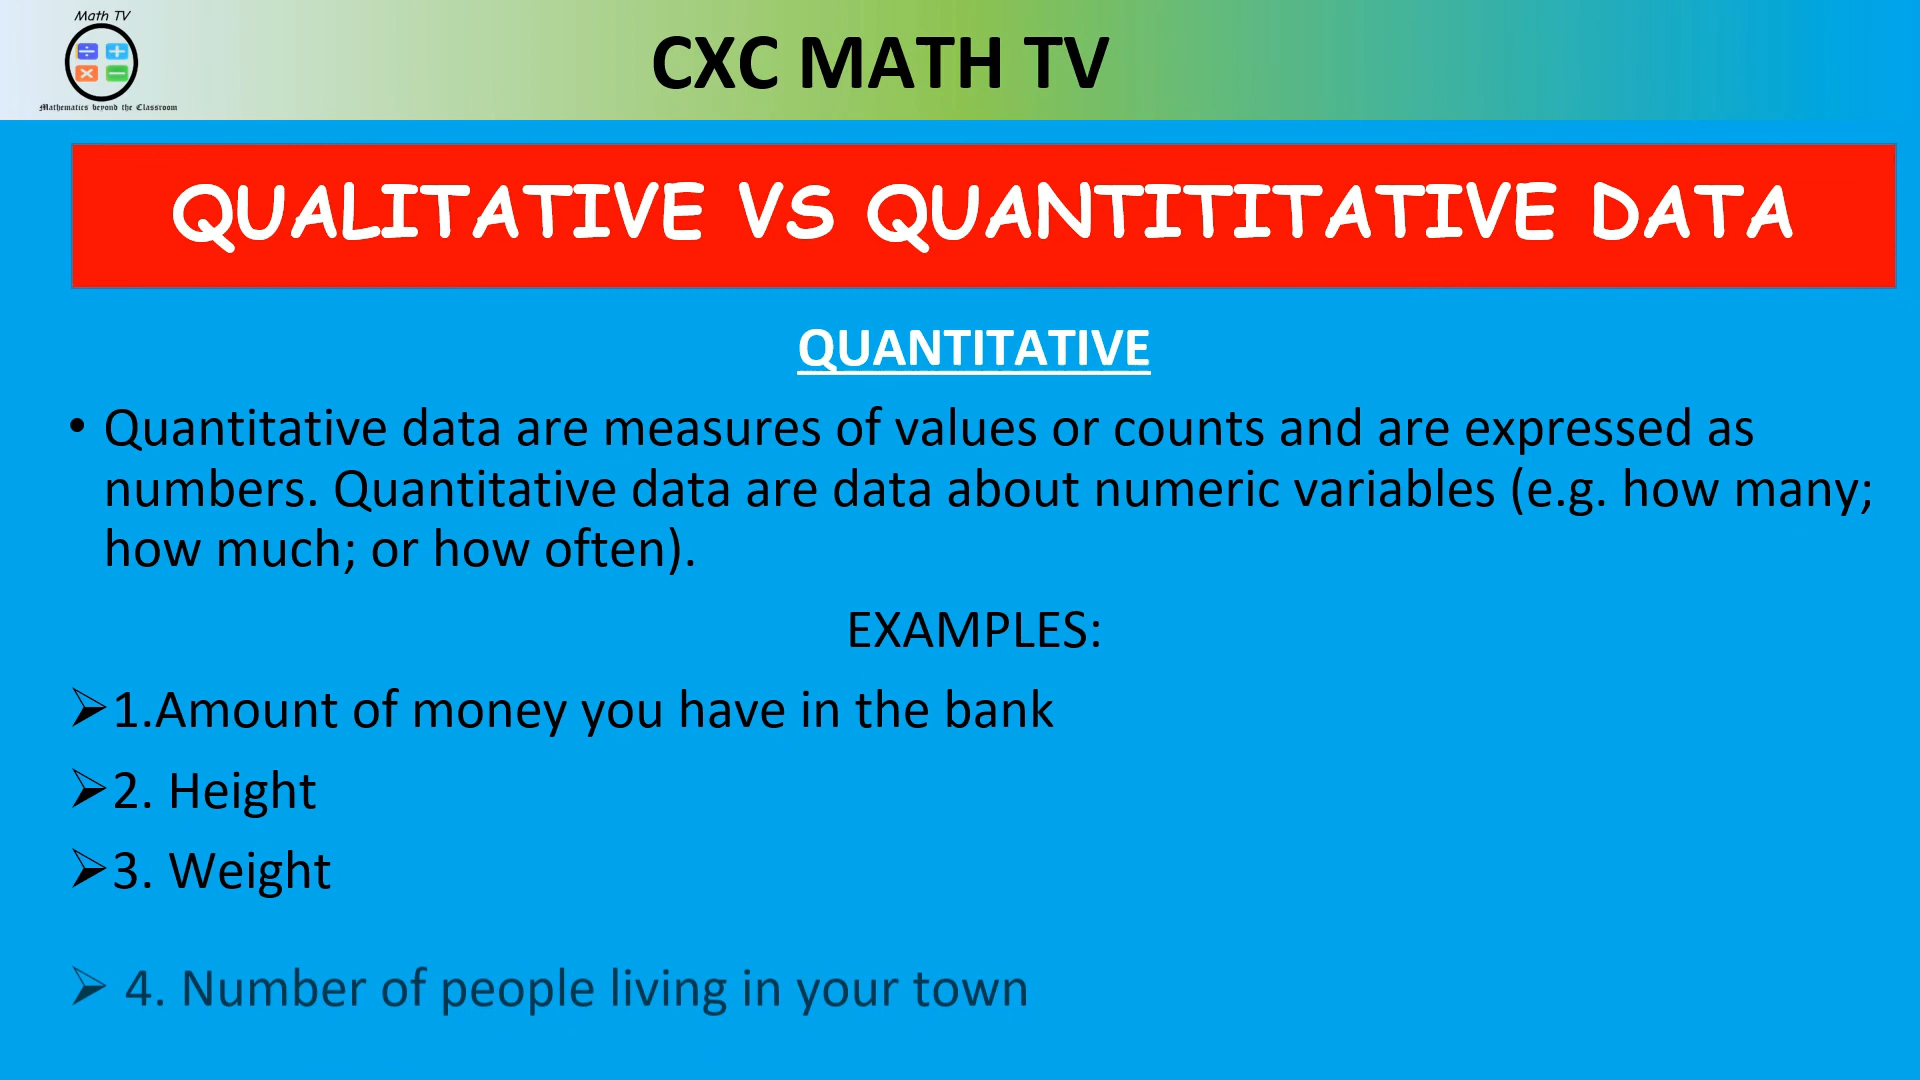 Math TV
Mathematics beyond the Classroom
CXC MATH TV
QUALITATIVE VS QUANTITITATIVE DATA
QUANTITATIVE
• Quantitative data are measures of values or counts and are expressed as
numbers. Quantitative data are data about numeric variables (e.g. how many;
how much; or how often).
EXAMPLES:
➢1.Amount of money you have in the bank
➢2. Height
➢3. Weight
➢ 4. Number of people living in your town